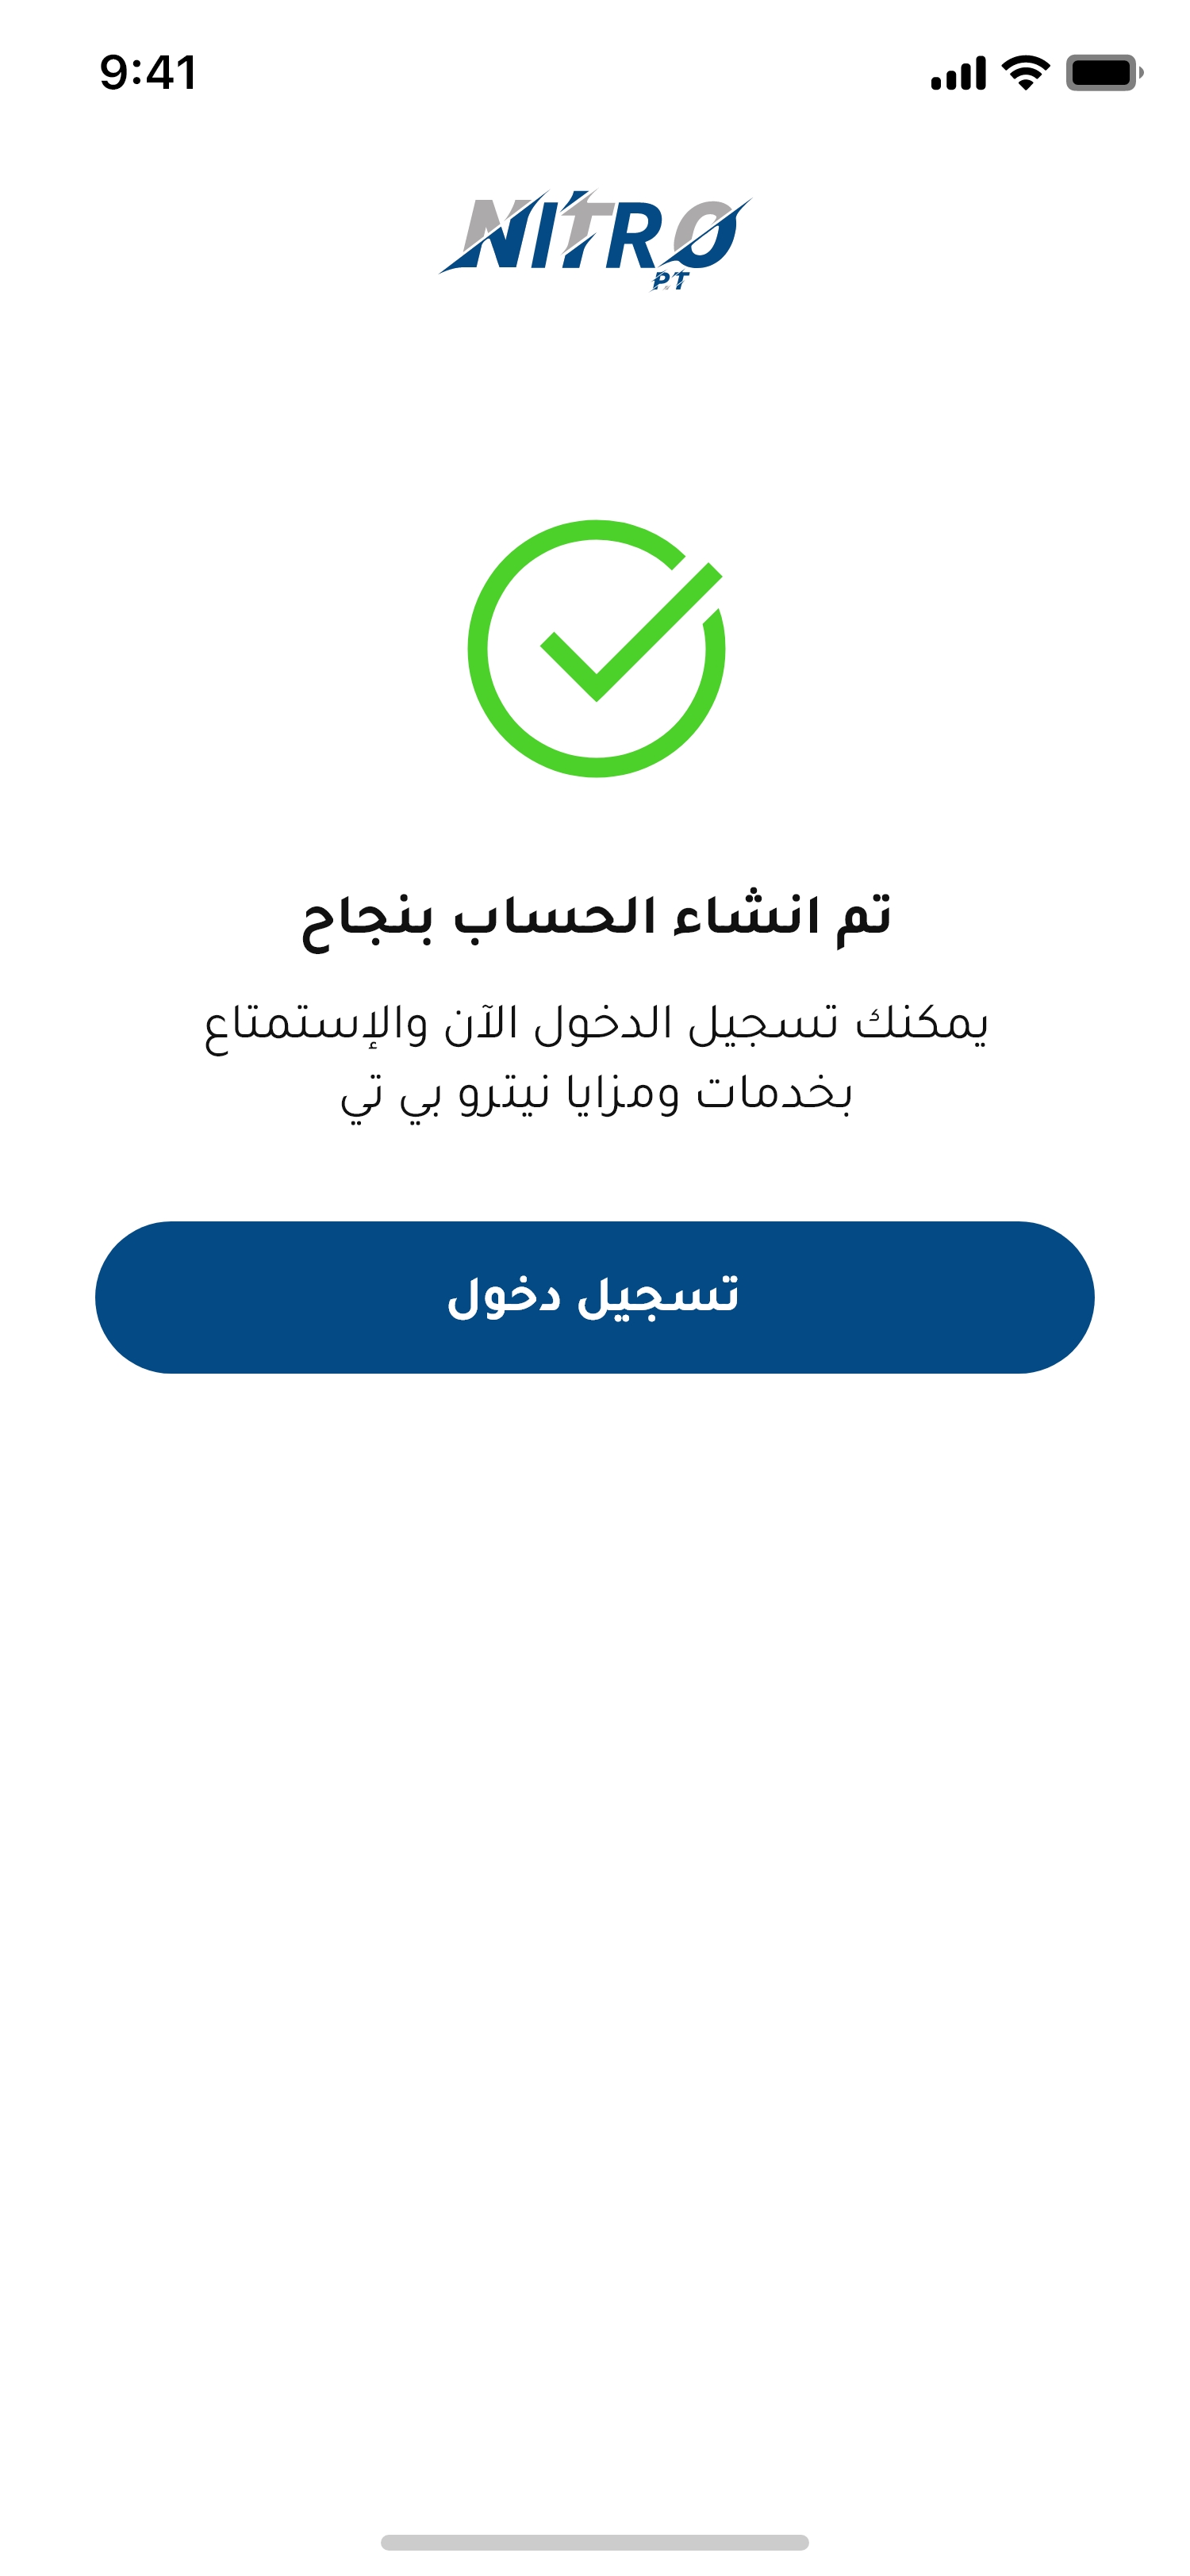 9:41
NITRO
PT
تم انشاء الحساب بنجاح
يمكنك تسجيل الدخول الآن والإستمتاع
بخدمات ومزايا نيترو بي تي
تسجيل دخول